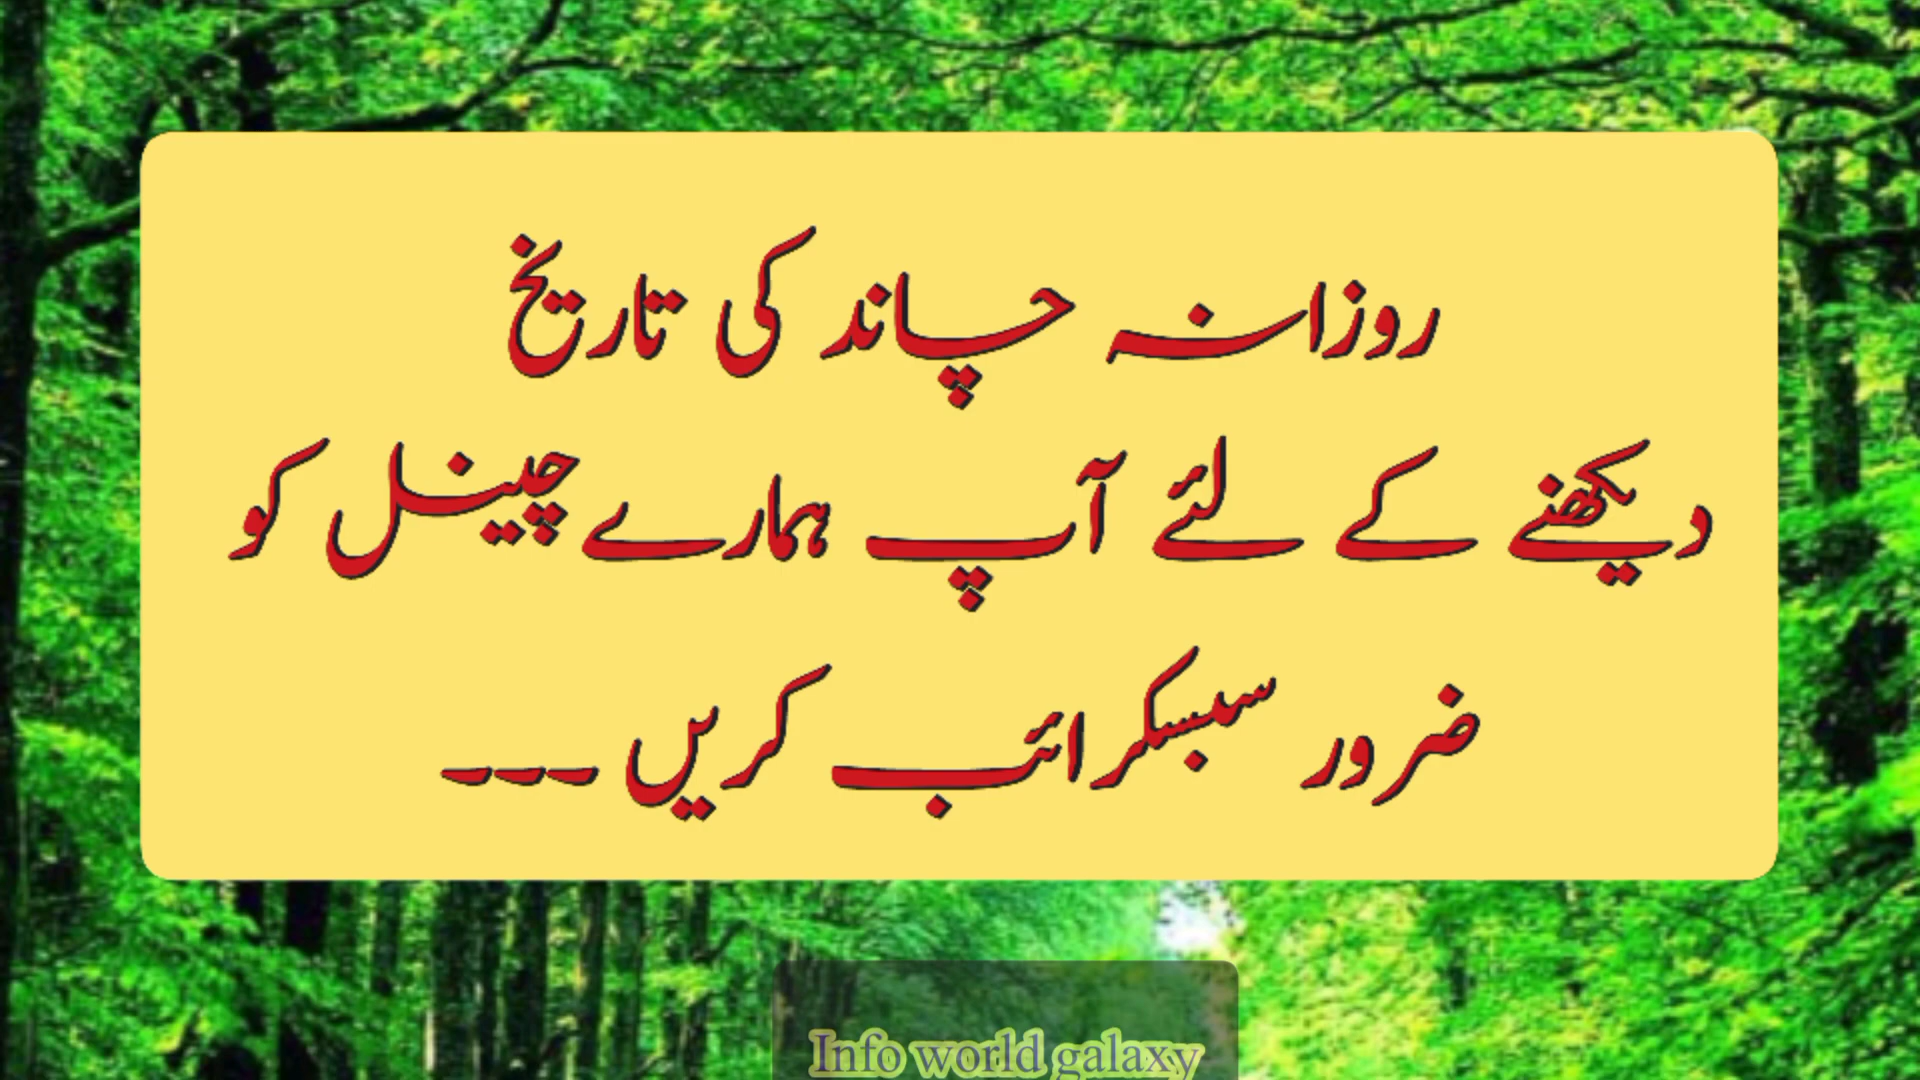 روزانہ چاند کی تاریخ
دیکھنے کے لئے آپ ہمارے چینل کو
ضرور سبسکرائب کریں ۔۔۔
Info world galaxy